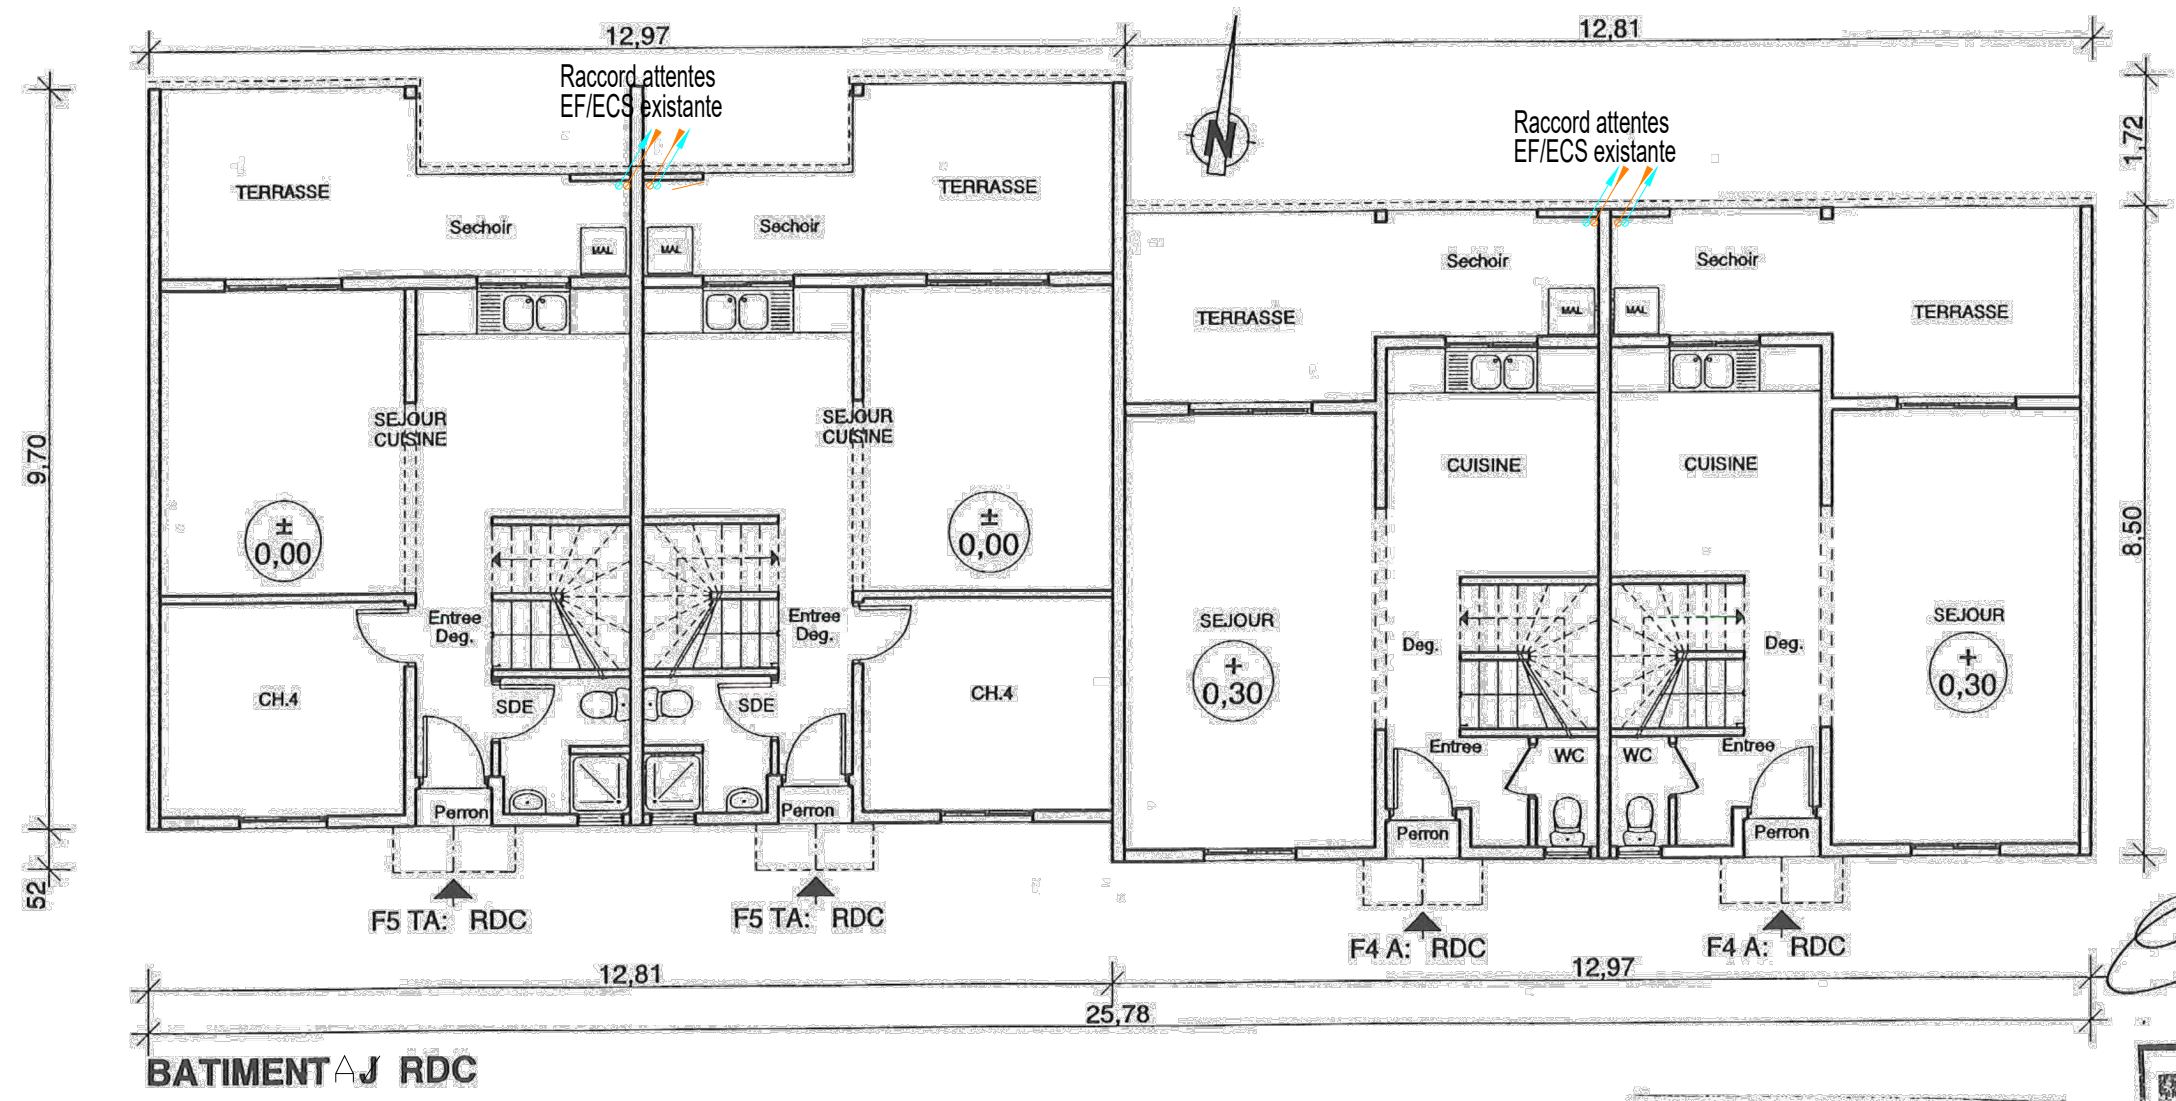 12,97
12,81
Raccord attentes
EF/ECS existante
N
Raccord attentes
EF/ECS existante
1,72
TERRASSE
TERRASSE
Sechoir
Sechoir
MAL
MAL
Sechoir
Sechoir
TERRASSE
MAL
MAL
TERRASSE
9,70
SEJOUR
CUISINE
SEJOUR
CUISINE
CUISINE
CUISINE
8,50
±
0,00
±
0,00
Entree
Deg.
Entree
Deg.
SEJOUR
Deg.
Deg.
SEJOUR
+
0,30
+
0,30
CH.4
SDE
SDE
CH.4
Entree
WC
WC
Entree
Perron
Perron
Perron
Perron
52
F5 TA: RDC
F5 TA: RDC
F4 A: RDC
F4 A: RDC
12,81
12,97
25,78
BATIMENT AJ RDC